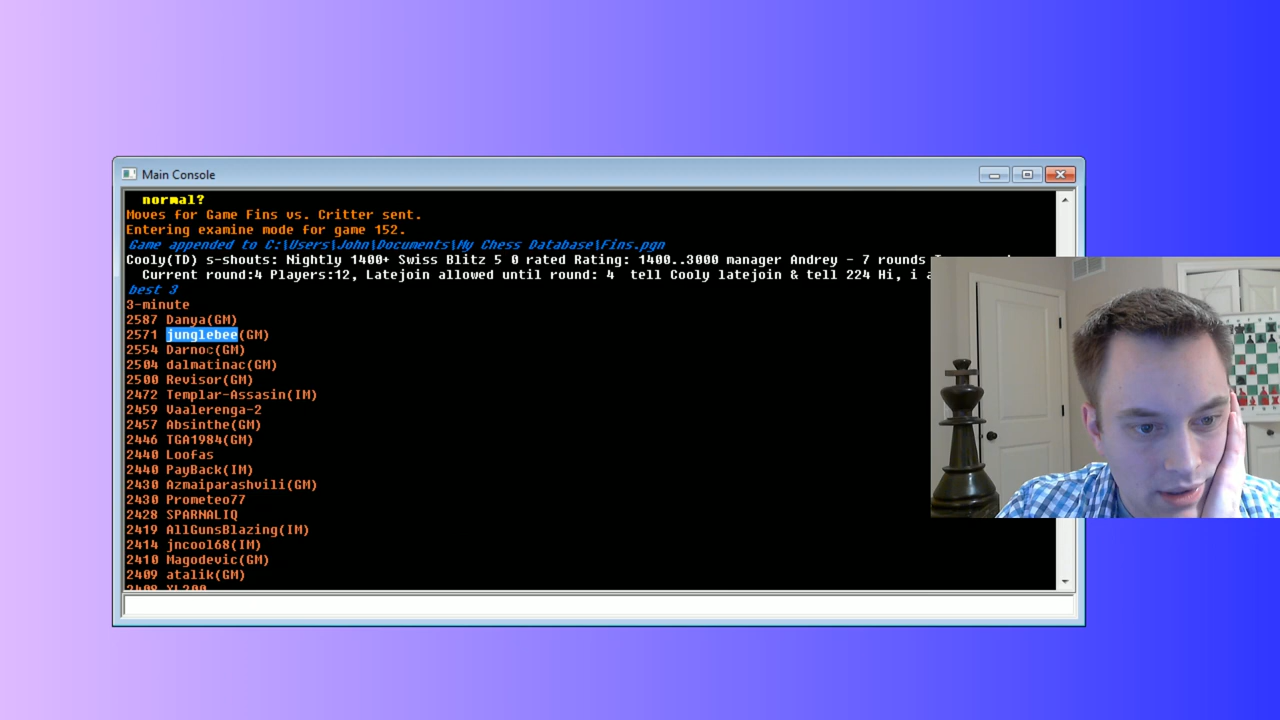 Main Console
normal?
Moves for Game Fins vs. Critter sent.
Entering examine mode for game 152.
Game appended to C:\Users\John\Documents\My Chess Database\Fins.pgn
Cooly(TD) s-shouts: Nightly 1400+ Swiss Blitz 5 0 rated Rating: 1400..3000 manager Andrey - 7 rounds
Current round:4 Players:12, Latejoin allowed until round: 4 tell Cooly latejoin & tell 224 Hi, i
best 3
3-minute
2587 Danya(GM)
2571 junglebee(GM)
2554 Darnoc(GM)
2504 dalmatinac(GM)
2500 Revisor(GM)
2472 Templar-Assasin(IM)
2459 Vaalerenga-2
2457 Absinthe(GM)
2446 TGA1984(GM)
2440 Loofas
2440 PayBack(IM)
2430 Azmaiparashvili(GM)
2430 Prometeo77
2428 SPARNALIQ
2419 AllGunsBlazing(IM)
2414 jncool68(IM)
2410 Magodevic(GM)
2409 atalik(GM)